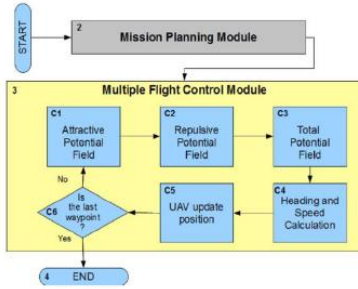 START
2
Mission Planning Module
3
Multiple Flight Control Module
C1
Attractive
Potential
Field
C2
Repulsive
Potential
Field
C3
Total
Potential
Field
C4
Heading and
Speed
Calculation
C5
UAV update
position
C6
Is
the last
waypoint
?
No
Yes
4
END